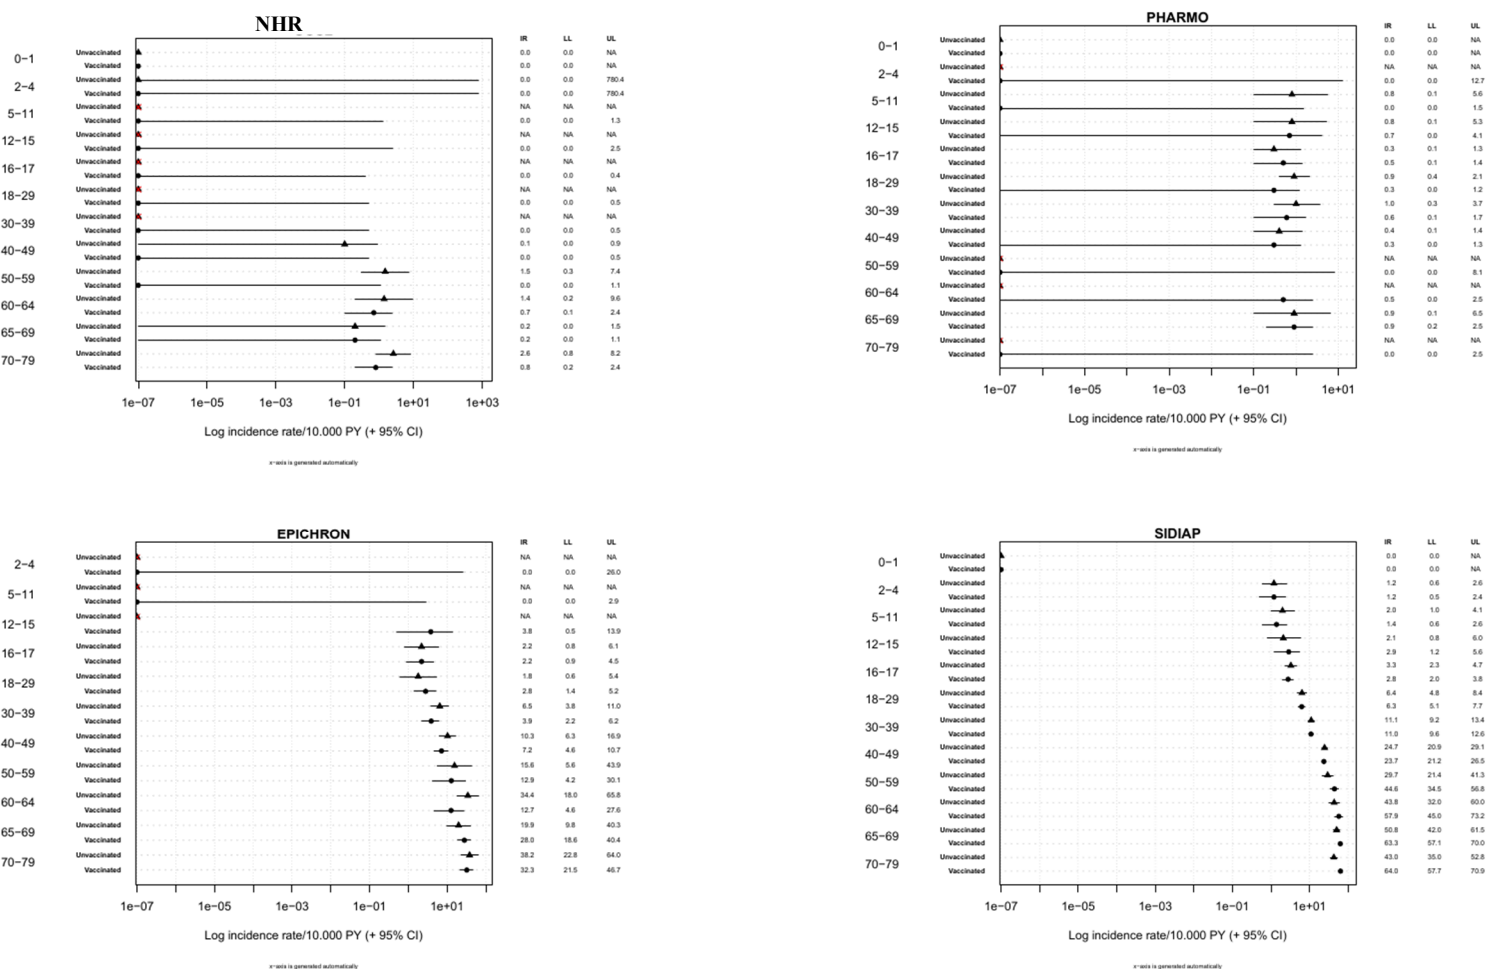 NHR
IR LL UL
0−1
Unvaccinated 0.0 0.0 NA
Vaccinated 0.0 0.0 NA
2−4
Unvaccinated 0.0 0.0 780.4
Vaccinated 0.0 0.0 780.4
5−11
Unvaccinated NA NA NA
Vaccinated 0.0 0.0 1.3
12−15
Unvaccinated NA NA NA
Vaccinated 0.0 0.0 2.5
16−17
Unvaccinated NA NA NA
Vaccinated 0.0 0.0 0.4
18−29
Unvaccinated NA NA NA
Vaccinated 0.0 0.0 0.5
30−39
Unvaccinated NA NA NA
Vaccinated 0.0 0.0 0.5
40−49
Unvaccinated 0.1 0.0 0.9
Vaccinated 0.0 0.0 0.5
50−59
Unvaccinated 1.5 0.3 7.4
Vaccinated 0.0 0.0 1.1
60−64
Unvaccinated 1.4 0.2 9.6
Vaccinated 0.7 0.1 2.4
65−69
Unvaccinated 0.2 0.0 1.5
Vaccinated 0.2 0.0 1.1
70−79
Unvaccinated 2.6 0.8 8.2
Vaccinated 0.8 0.2 2.4
1e−07 1e−05 1e−03 1e−01 1e+01 1e+03
Log incidence rate/10.000 PY (+ 95% CI)
x−axis is generated automatically
PHARMO
IR LL UL
0−1
Unvaccinated 0.0 0.0 NA
Vaccinated 0.0 0.0 NA
2−4
Unvaccinated NA NA NA
Vaccinated 0.0 0.0 12.7
5−11
Unvaccinated 0.8 0.1 5.6
Vaccinated 0.0 0.0 1.5
12−15
Unvaccinated 0.8 0.1 5.3
Vaccinated 0.7 0.0 4.1
16−17
Unvaccinated 0.3 0.1 1.3
Vaccinated 0.5 0.1 1.4
18−29
Unvaccinated 0.9 0.4 2.1
Vaccinated 0.3 0.0 1.2
30−39
Unvaccinated 1.0 0.3 3.7
Vaccinated 0.6 0.1 1.7
40−49
Unvaccinated 0.4 0.1 1.4
Vaccinated 0.3 0.0 1.3
50−59
Unvaccinated NA NA NA
Vaccinated 0.0 0.0 8.1
60−64
Unvaccinated NA NA NA
Vaccinated 0.5 0.0 2.5
65−69
Unvaccinated 0.9 0.1 6.5
Vaccinated 0.9 0.2 2.5
70−79
Unvaccinated NA NA NA
Vaccinated 0.0 0.0 2.5
1e−07 1e−05 1e−03 1e−01 1e+01
Log incidence rate/10.000 PY (+ 95% CI)
x−axis is generated automatically
EPICHRON
IR LL UL
2−4
Unvaccinated NA NA NA
Vaccinated 0.0 0.0 26.0
5−11
Unvaccinated NA NA NA
Vaccinated 0.0 0.0 2.9
12−15
Unvaccinated NA NA NA
Vaccinated 3.8 0.5 13.9
16−17
Unvaccinated 2.2 0.8 6.1
Vaccinated 2.2 0.9 4.5
18−29
Unvaccinated 1.8 0.6 5.4
Vaccinated 2.8 1.4 5.2
30−39
Unvaccinated 6.5 3.8 11.0
Vaccinated 3.9 2.2 6.2
40−49
Unvaccinated 10.3 6.3 16.9
Vaccinated 7.2 4.6 10.7
50−59
Unvaccinated 15.6 5.6 43.9
Vaccinated 12.9 4.2 30.1
60−64
Unvaccinated 34.4 18.0 65.8
Vaccinated 12.7 4.6 27.6
65−69
Unvaccinated 19.9 9.8 40.3
Vaccinated 28.0 18.6 40.4
70−79
Unvaccinated 38.2 22.8 64.0
Vaccinated 32.3 21.5 46.7
1e−07 1e−05 1e−03 1e−01 1e+01
Log incidence rate/10.000 PY (+ 95% CI)
x−axis is generated automatically
SIDIAP
IR LL UL
0−1
Unvaccinated 0.0 0.0 NA
Vaccinated 0.0 0.0 NA
2−4
Unvaccinated 1.2 0.6 2.6
Vaccinated 1.2 0.5 2.4
5−11
Unvaccinated 2.0 1.0 4.1
Vaccinated 1.4 0.6 2.6
12−15
Unvaccinated 2.1 0.8 6.0
Vaccinated 2.9 1.2 5.6
16−17
Unvaccinated 3.3 2.3 4.7
Vaccinated 2.8 2.0 3.8
18−29
Unvaccinated 6.4 4.8 8.4
Vaccinated 6.3 5.1 7.7
30−39
Unvaccinated 11.1 9.2 13.4
Vaccinated 11.0 9.6 12.6
40−49
Unvaccinated 24.7 20.9 29.1
Vaccinated 23.7 21.2 26.5
50−59
Unvaccinated 29.7 21.4 41.3
Vaccinated 44.6 34.5 56.8
60−64
Unvaccinated 43.8 32.0 60.0
Vaccinated 57.9 45.0 73.2
65−69
Unvaccinated 50.8 42.0 61.5
Vaccinated 63.3 57.1 70.0
70−79
Unvaccinated 43.0 35.0 52.8
Vaccinated 64.0 57.7 70.9
1e−07 1e−05 1e−03 1e−01 1e+01
Log incidence rate/10.000 PY (+ 95% CI)
x−axis is generated automatically